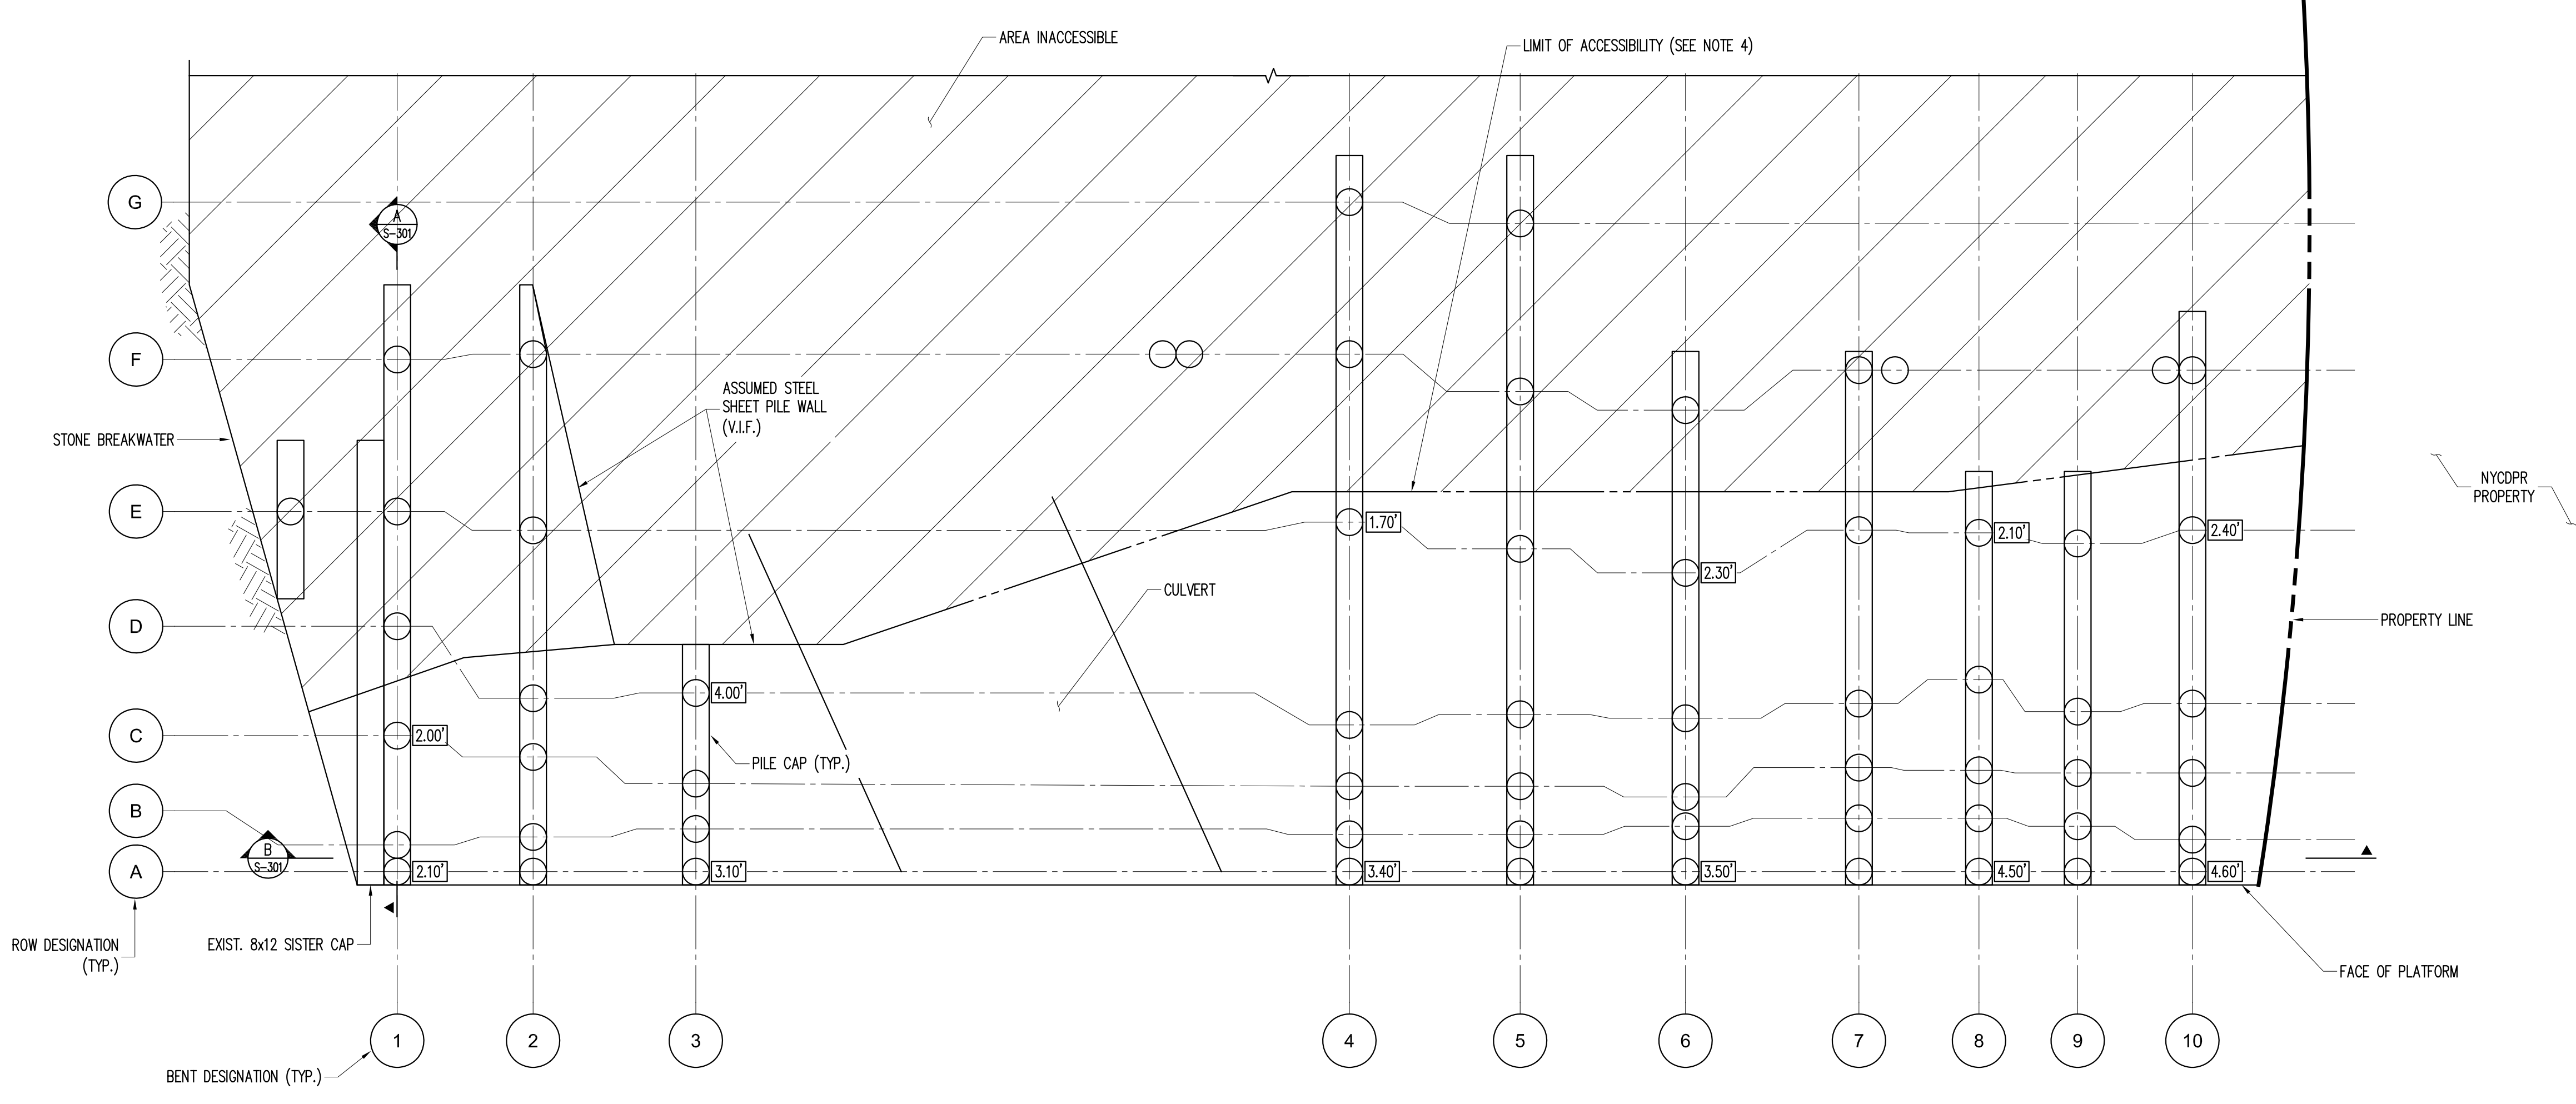 AREA INACCESSIBLE
LIMIT OF ACCESSIBILITY (SEE NOTE 4)
G
A
S-301
F
ASSUMED STEEL
SHEET PILE WALL
(V.I.F.)
STONE BREAKWATER
NYCDPR
PROPERTY
E
1.70'
2.10'
2.40'
2.30'
CULVERT
D
PROPERTY LINE
4.00'
C
2.00'
PILE CAP (TYP.)
B
B
S-301
A
2.10'
3.10'
3.40'
3.50'
4.50'
4.60'
ROW DESIGNATION
(TYP.)
EXIST. 8x12 SISTER CAP
FACE OF PLATFORM
1
2
3
4
5
6
7
8
9
10
BENT DESIGNATION (TYP.)